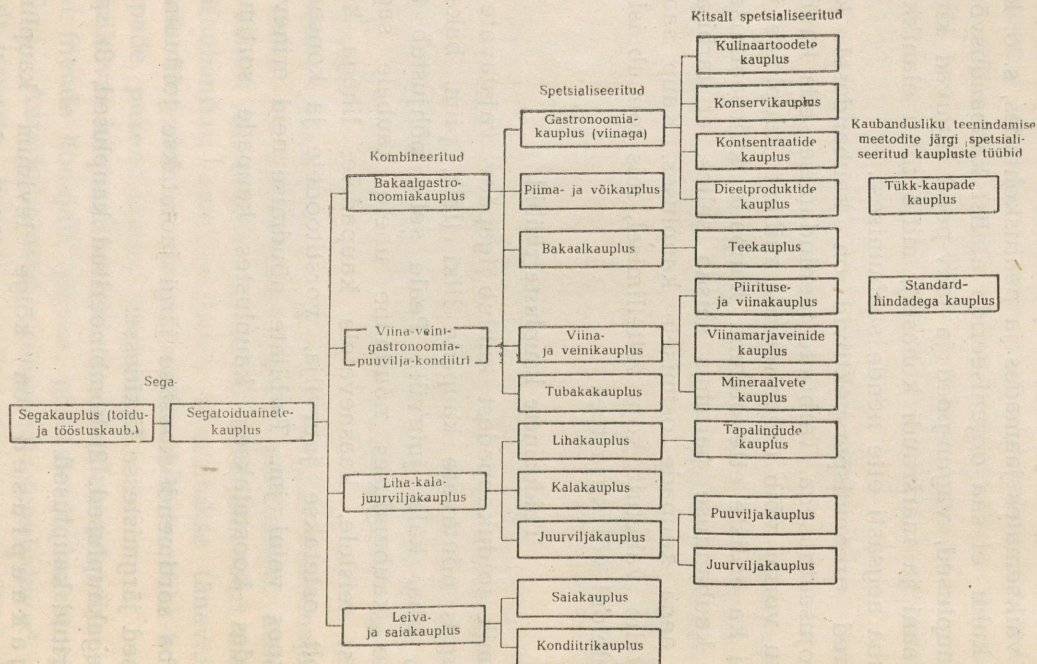 Kitsalt spetsialiseeritud
Kulinaartoodete
kauplus
Spetsialiseeritud
Konservikauplus
Gastronoomia-
kauplus (viinaga)
Kaubandusliku teenindamise
meetodite järgi spetsiali-
seeritud kaupluste tüübid
Kontsentraatide
kauplus
Kombineeritud
Bakaalgastro-
noomiakauplus
Piima- ja võikauplus
Dieetproduktide
kauplus
Tükk-kaupade
kauplus
Bakaalkauplus
Teekauplus
Piirituse-
ja viinakauplus
Standard-
hindadega kauplus
Viina-veini-
gastronoomia-
puuvilja-kondiitri
Viina-
ja veinikauplus
Viinamarjaveinide
kauplus
Sega-
Tubakakauplus
Mineraalvete
kauplus
Segakauplus (toidu-
ja tööstuskaub.)
Segatoiduainete-
kauplus
Lihakauplus
Tapalindude
kauplus
Liha-kala-
juurviljakauplus
Kalakauplus
Puuviljakauplus
Juurviljakauplus
Juurviljakauplus
Saiakauplus
Leiva-
ja saiakauplus
Kondiitrikauplus